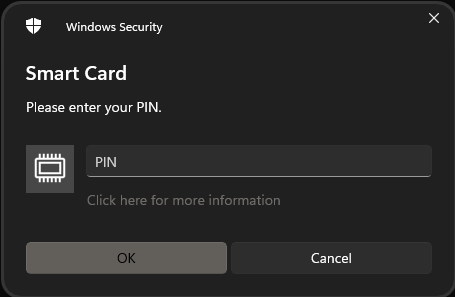 Windows Security
Smart Card
Please enter your PIN.
PIN
Click here for more information
OK
Cancel